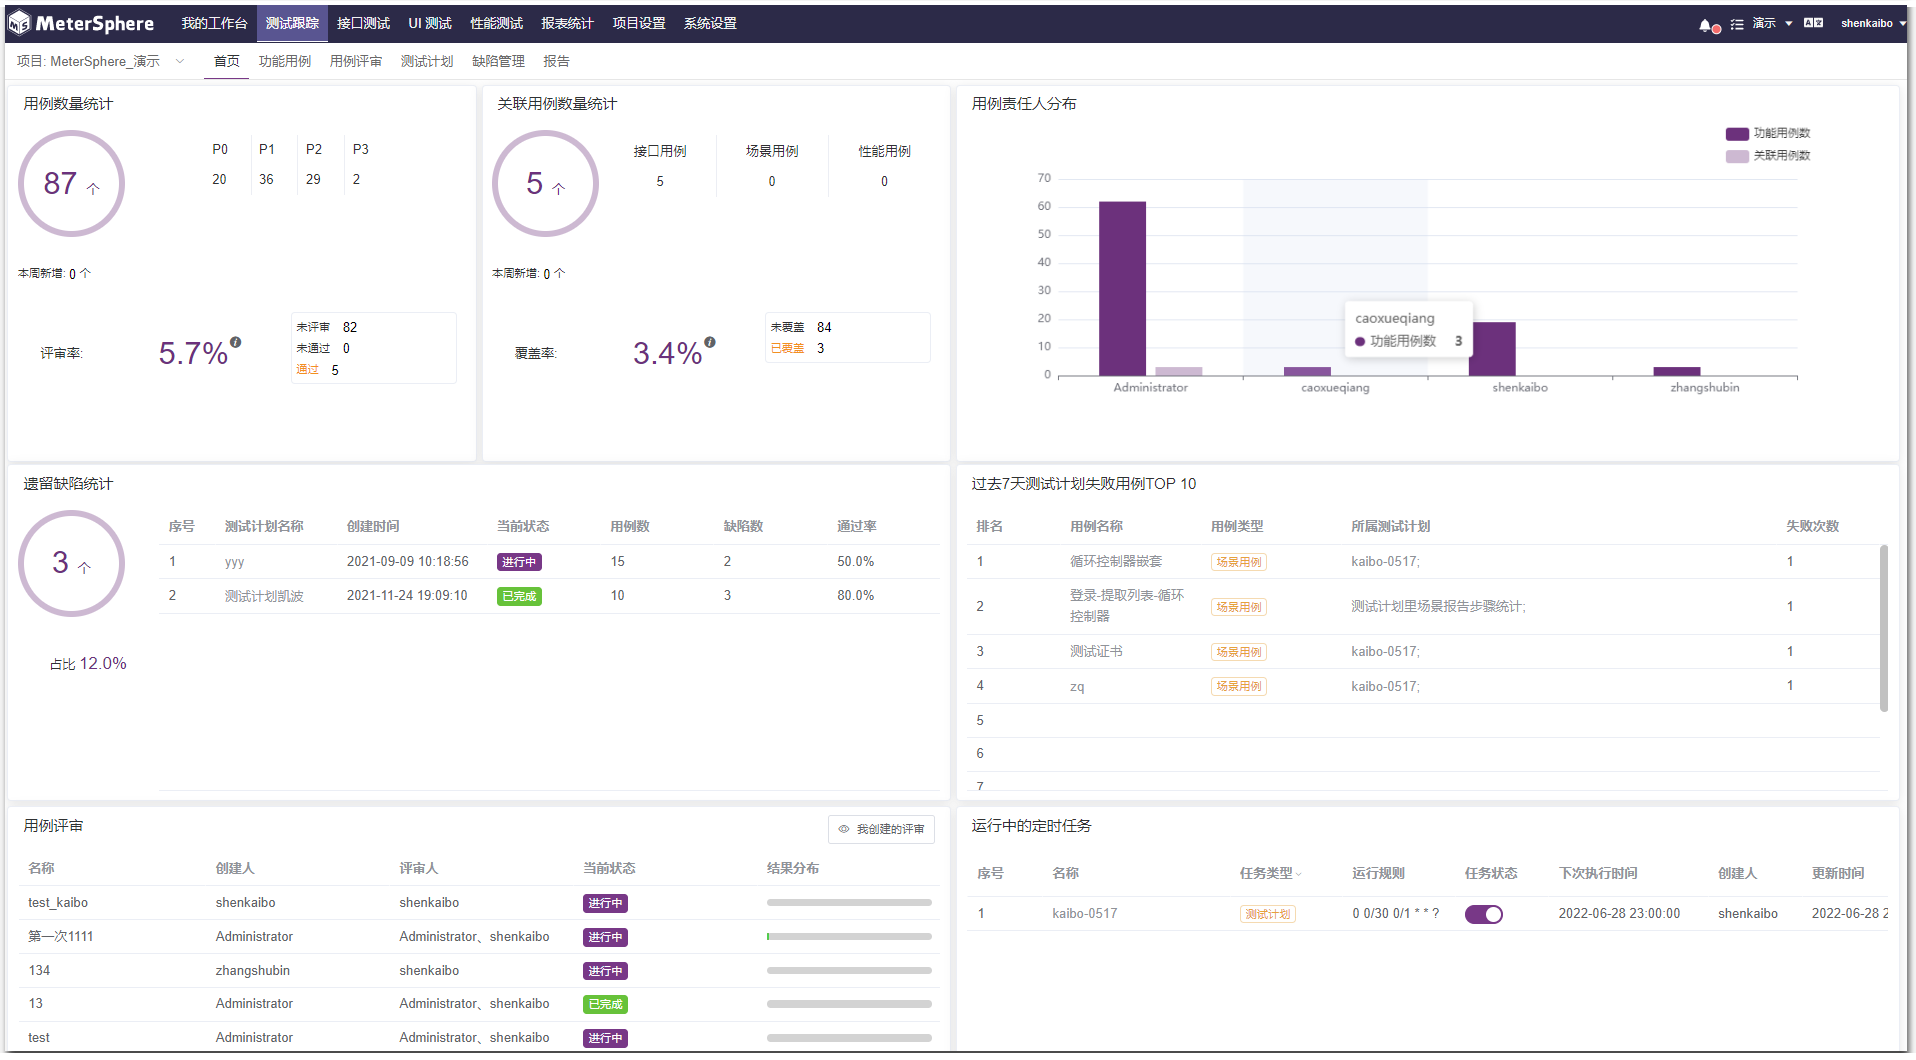 MeterSphere 我的工作台 测试跟踪 接口测试 UI 测试 性能测试 报表统计 项目设置 系统设置 演示 shenkaibo
项目: MeterSphere_演示 首页 功能用例 用例评审 测试计划 缺陷管理 报告
用例数量统计
87 个
P0 P1 P2 P3
20 36 29 2
本周新增: 0 个
评审率: 5.7%
未评审 82
未通过 0
通过 5
关联用例数量统计
5 个
接口用例 场景用例 性能用例
5 0 0
本周新增: 0 个
覆盖率: 3.4%
未覆盖 84
已覆盖 3
用例责任人分布
功能用例数
关联用例数
70
60
50
40
30
20
10
0
caoxueqiang
功能用例数 3
Administrator caoxueqiang shenkaibo zhangshubin
遗留缺陷统计
3 个
占比 12.0%
序号 测试计划名称 创建时间 当前状态 用例数 缺陷数 通过率
1 yyy 2021-09-09 10:18:56 进行中 15 2 50.0%
2 测试计划凯波 2021-11-24 19:09:10 已完成 10 3 80.0%
过去7天测试计划失败用例TOP 10
排名 用例名称 用例类型 所属测试计划 失败次数
1 循环控制器嵌套 场景用例 kaibo-0517; 1
2 登录-提取列表-循环
控制器 场景用例 测试计划里场景报告步骤统计; 1
3 测试证书 场景用例 kaibo-0517; 1
4 zq 场景用例 kaibo-0517; 1
5
6
7
用例评审 我创建的评审
名称 创建人 评审人 当前状态 结果分布
test_kaibo shenkaibo shenkaibo 进行中
第一次1111 Administrator Administrator、shenkaibo 进行中
134 zhangshubin shenkaibo 进行中
13 Administrator Administrator、shenkaibo 已完成
test Administrator Administrator、shenkaibo 进行中
运行中的定时任务
序号 名称 任务类型 运行规则 任务状态 下次执行时间 创建人 更新时间
1 kaibo-0517 测试计划 0 0/30 0/1 * * ? 2022-06-28 23:00:00 shenkaibo 2022-06-28 2